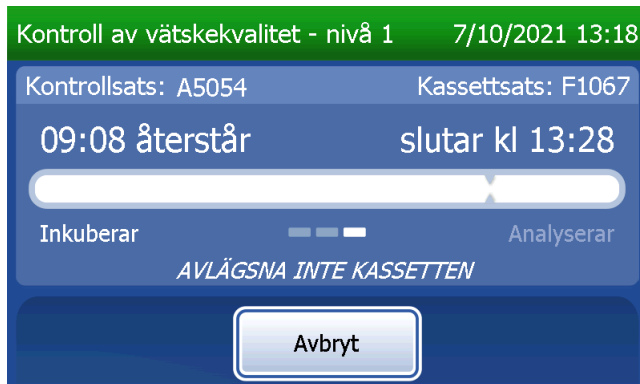 Kontroll av vätskekvalitet - nivå 1 7/10/2021 13:18
Kontrollsats: A5054 Kassettsats: F1067
09:08 återstår slutar kl 13:28
Inkuberar Analyserar
AVLÄGSNA INTE KASSETTEN
Avbryt